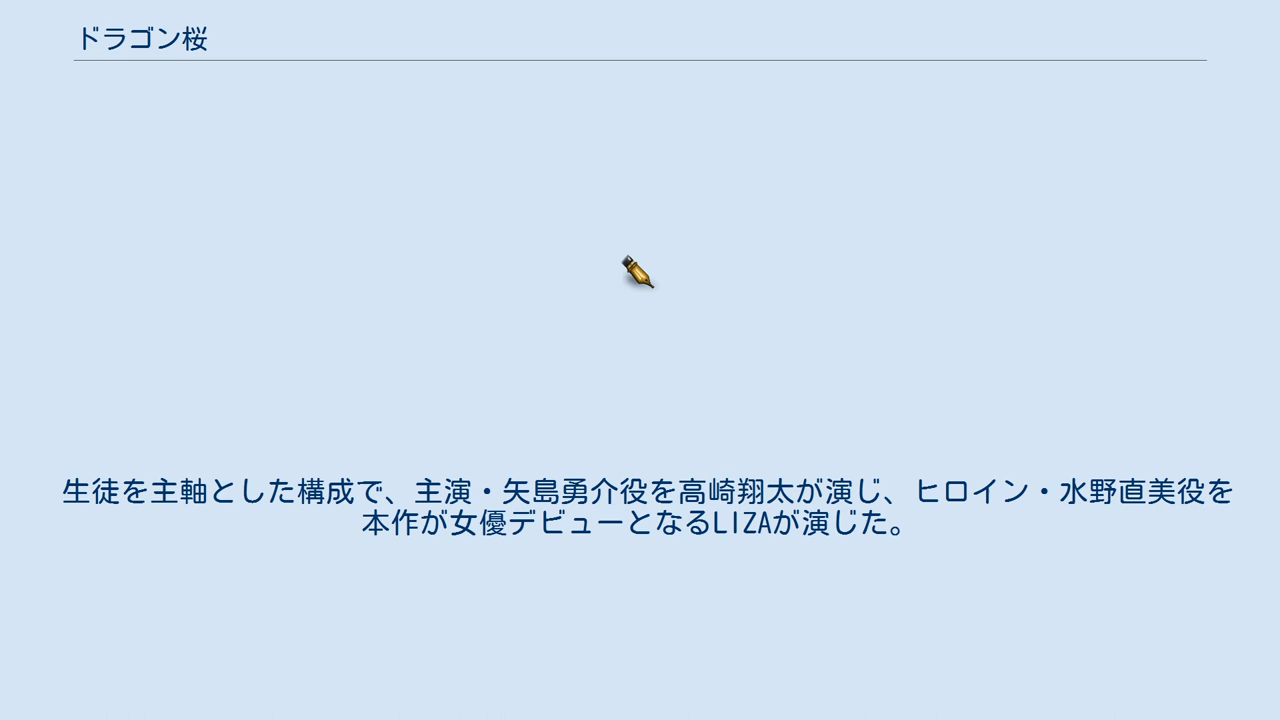 ドラゴン桜
生徒を主軸とした構成で、主演・矢島勇介役を高崎翔太が演じ、ヒロイン・水野直美役を
本作が女優デビューとなるLIZAが演じた。